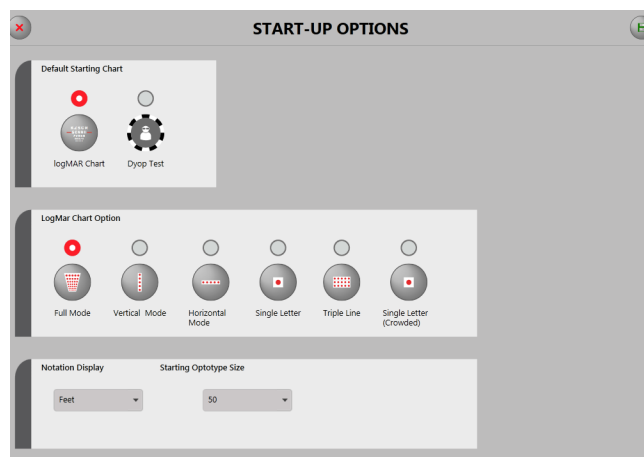 START-UP OPTIONS
Default Starting Chart
logMAR Chart
Dyop Test
LogMar Chart Option
Full Mode
Vertical Mode
Horizontal
Mode
Single Letter
Triple Line
Single Letter
(Crowded)
Notation Display
Starting Optotype Size
Feet
50